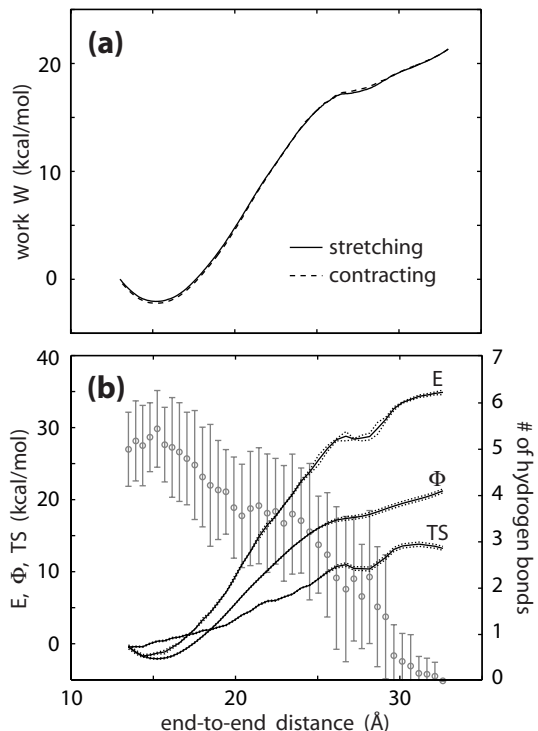 (a)
20
10
0
work W (kcal/mol)
stretching
contracting
(b)
40
30
20
10
0
E, Φ, TS (kcal/mol)
E
Φ
TS
7
6
5
4
3
2
1
0
# of hydrogen bonds
10 20 30
end-to-end distance (Å)